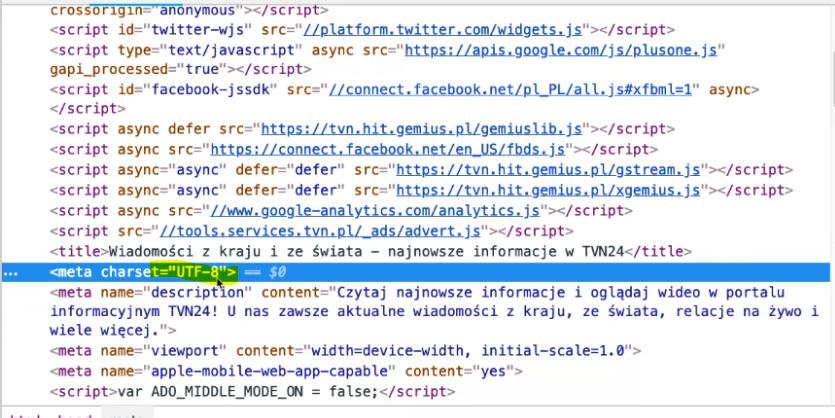 crossorigin="anonymous"></script>
<script id="twitter-wjs" src="//platform.twitter.com/widgets.js"></script>
<script type="text/javascript" async src="https://apis.google.com/js/plusone.js"
gapi_processed="true"></script>
<script id="facebook-jssdk" src="//connect.facebook.net/pl_PL/all.js#xfbml=1" async>
</script>
<script async defer src="https://tvn.hit.gemius.pl/gemiuslib.js"></script>
<script async src="https://connect.facebook.net/en_US/fbds.js"></script>
<script async="async" defer="defer" src="https://tvn.hit.gemius.pl/gstream.js"></script>
<script async="async" defer="defer" src="https://tvn.hit.gemius.pl/xgemius.js"></script>
<script async src="//www.google-analytics.com/analytics.js"></script>
<script src="//tools.services.tvn.pl/_ads/advert.js"></script>
<title>Wiadomości z kraju i ze świata – najnowsze informacje w TVN24</title>
... <meta charset="UTF-8"> == $0
<meta name="description" content="Czytaj najnowsze informacje i oglądaj wideo w portalu
informacyjnym TVN24! U nas zawsze aktualne wiadomości z kraju, ze świata, relacje na żywo i
wiele więcej.">
<meta name="viewport" content="width=device-width, initial-scale=1.0">
<meta name="apple-mobile-web-app-capable" content="yes">
<script>var ADO_MIDDLE_MODE_ON = false;</script>